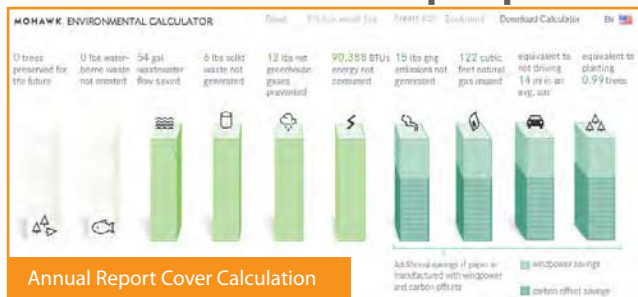 MOHAWK ENVIRONMENTAL CALCULATOR
Download Calculator
EN
0 trees
preserved for
the future
0 lbs water-
borne waste
not created
54 gal
wastewater
flow saved
6 lbs solid
waste not
generated
12 lbs net
greenhouse
gases
prevented
90,388 BTUs
energy not
consumed
15 lbs ghg
emissions not
generated
122 cubic
feet natural
gas unused
equivalent to
not driving
14 mi in an
avg. car
equivalent to
planting
0.99 trees
Additional savings if paper is
manufactured with windpower
and carbon offsets
windpower savings
carbon offset savings
Annual Report Cover Calculation